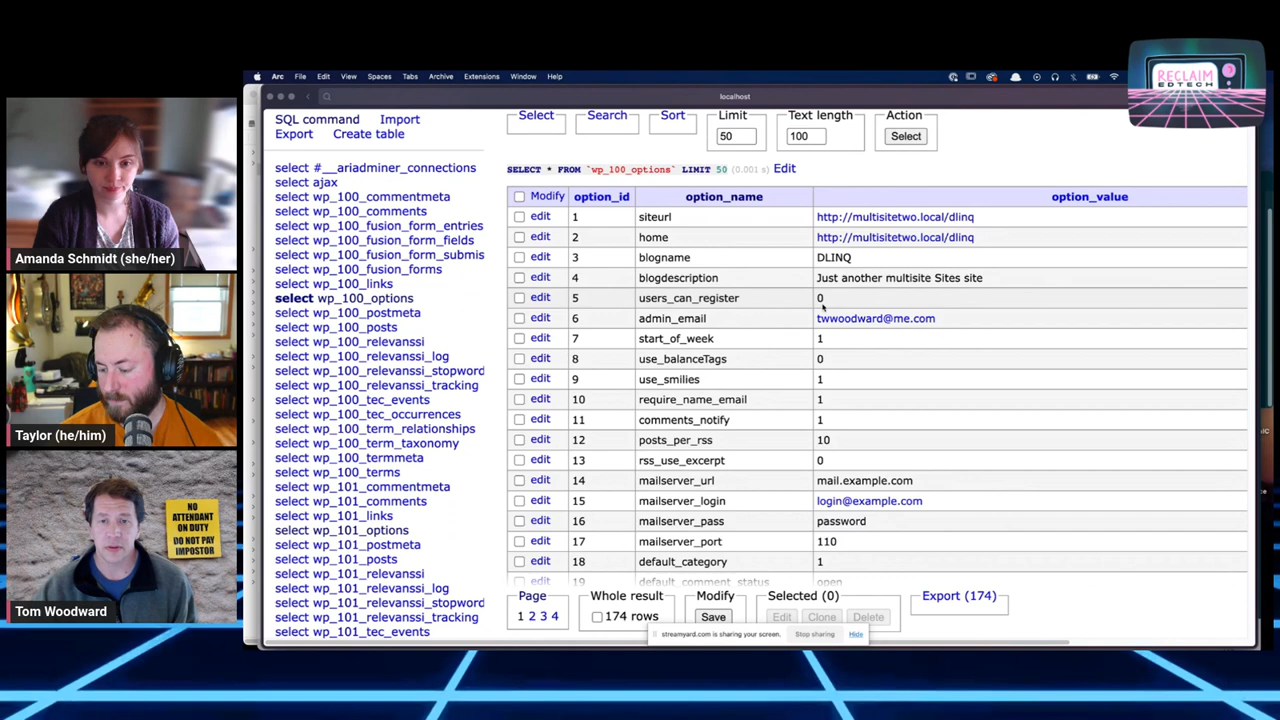 RECLAIM
EDTECH
Arc File Edit View Spaces Tabs Archive Extensions Window Help
localhost
SQL command Import
Export Create table
select #__ariadminer_connections
select ajax
select wp_100_commentmeta
select wp_100_comments
select wp_100_fusion_form_entries
select wp_100_fusion_form_fields
select wp_100_fusion_form_submis
select wp_100_fusion_forms
select wp_100_links
select wp_100_options
select wp_100_postmeta
select wp_100_posts
select wp_100_relevanssi
select wp_100_relevanssi_log
select wp_100_relevanssi_stopword
select wp_100_relevanssi_tracking
select wp_100_tec_events
select wp_100_tec_occurrences
select wp_100_term_relationships
select wp_100_term_taxonomy
select wp_100_termmeta
select wp_100_terms
select wp_101_commentmeta
select wp_101_comments
select wp_101_links
select wp_101_options
select wp_101_postmeta
select wp_101_posts
select wp_101_relevanssi
select wp_101_relevanssi_log
select wp_101_relevanssi_stopword
select wp_101_relevanssi_tracking
select wp_101_tec_events
Select Search Sort Limit Text length Action
50 100 Select
SELECT * FROM `wp_100_options` LIMIT 50 (0.001 s) Edit
Modify option_id option_name option_value
edit 1 siteurl http://multisitetwo.local/dlinq
edit 2 home http://multisitetwo.local/dlinq
edit 3 blogname DLINQ
edit 4 blogdescription Just another multisite Sites site
edit 5 users_can_register 0
edit 6 admin_email twwoodward@me.com
edit 7 start_of_week 1
edit 8 use_balanceTags 0
edit 9 use_smilies 1
edit 10 require_name_email 1
edit 11 comments_notify 1
edit 12 posts_per_rss 10
edit 13 rss_use_excerpt 0
edit 14 mailserver_url mail.example.com
edit 15 mailserver_login login@example.com
edit 16 mailserver_pass password
edit 17 mailserver_port 110
edit 18 default_category 1
edit 19 default_comment_status open
Page Whole result Modify Selected (0) Export (174)
1 2 3 4 174 rows Save Edit Clone Delete
streamyard.com is sharing your screen. Stop sharing Hide
Amanda Schmidt (she/her)
Taylor (he/him)
NO
ATTENDANT
ON DUTY
DO NOT PAY
IMPOSTOR
Tom Woodward